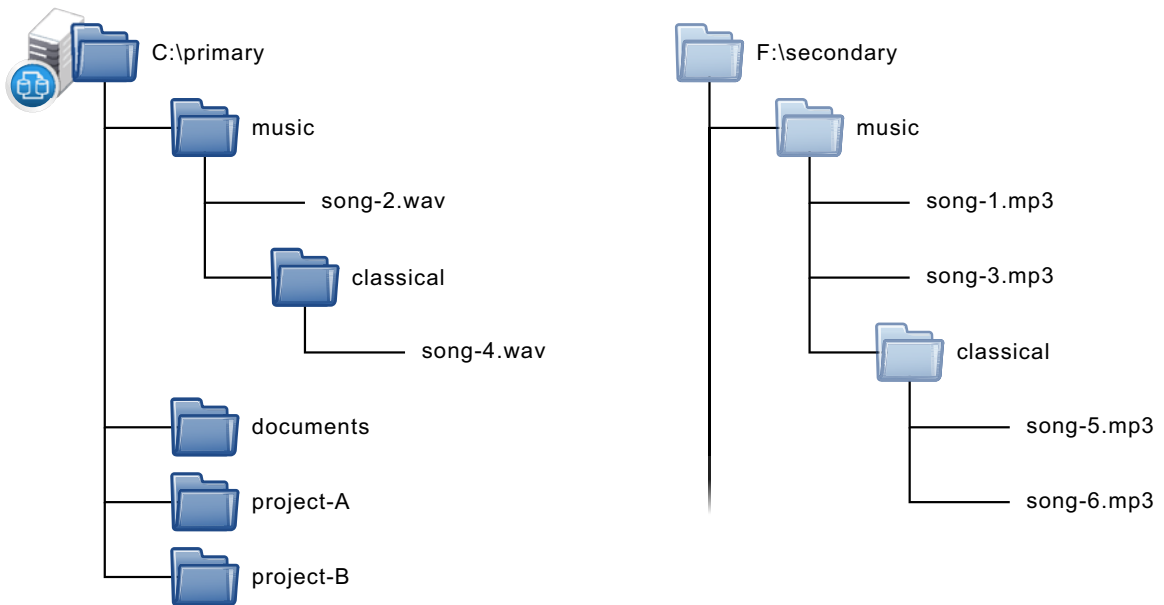 C:\primary
music
song-2.wav
classical
song-4.wav
documents
project-A
project-B
F:\secondary
music
song-1.mp3
song-3.mp3
classical
song-5.mp3
song-6.mp3